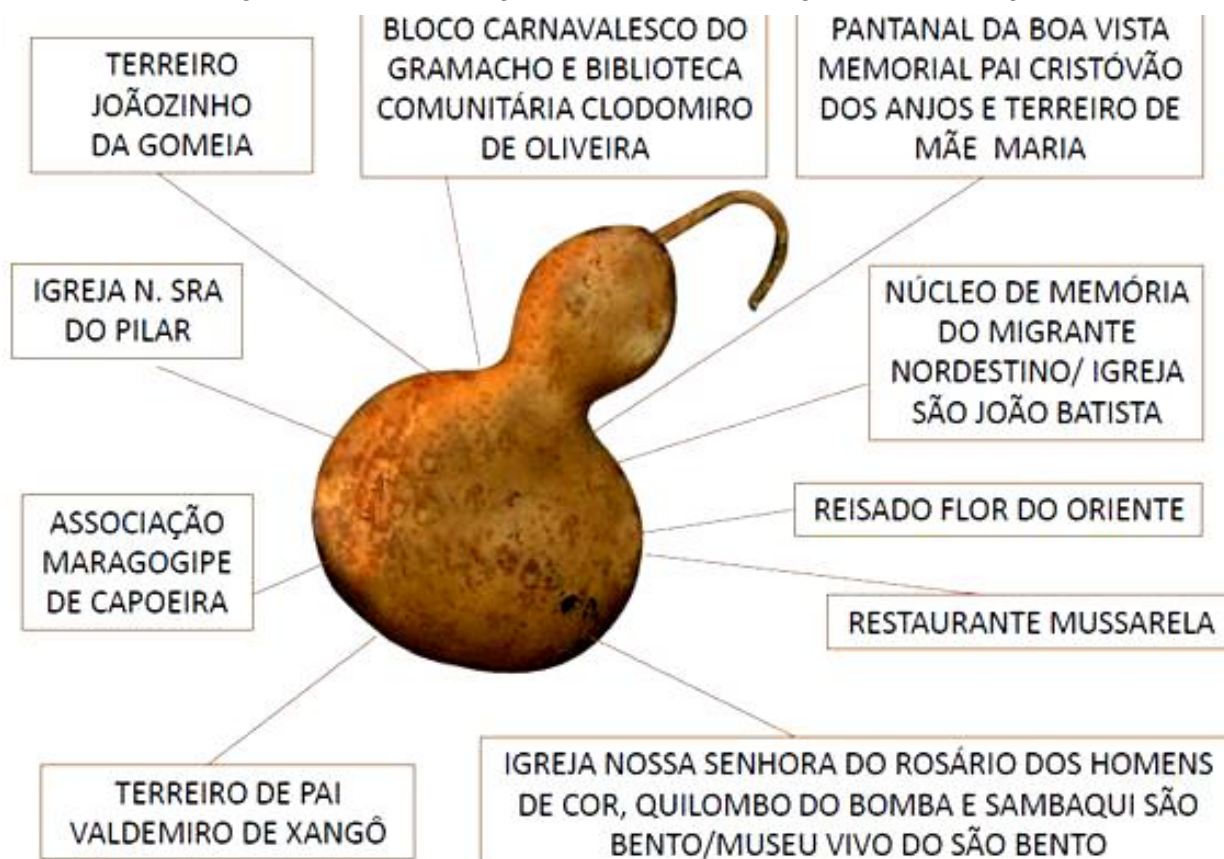 TERREIRO
JOÃOZINHO
DA GOMEIA
BLOCO CARNAVALESCO DO
GRAMACHO E BIBLIOTECA
COMUNITÁRIA CLODOMIRO
DE OLIVEIRA
PANTANAL DA BOA VISTA
MEMORIAL PAI CRISTÓVÃO
DOS ANJOS E TERREIRO DE
MÃE MARIA
IGREJA N. SRA
DO PILAR
NÚCLEO DE MEMÓRIA
DO MIGRANTE
NORDESTINO/ IGREJA
SÃO JOÃO BATISTA
ASSOCIAÇÃO
MARAGOGIPE
DE CAPOEIRA
REISADO FLOR DO ORIENTE
RESTAURANTE MUSSARELA
TERREIRO DE PAI
VALDEMIRO DE XANGÔ
IGREJA NOSSA SENHORA DO ROSÁRIO DOS HOMENS
DE COR, QUILOMBO DO BOMBA E SAMBAQUI SÃO
BENTO/MUSEU VIVO DO SÃO BENTO